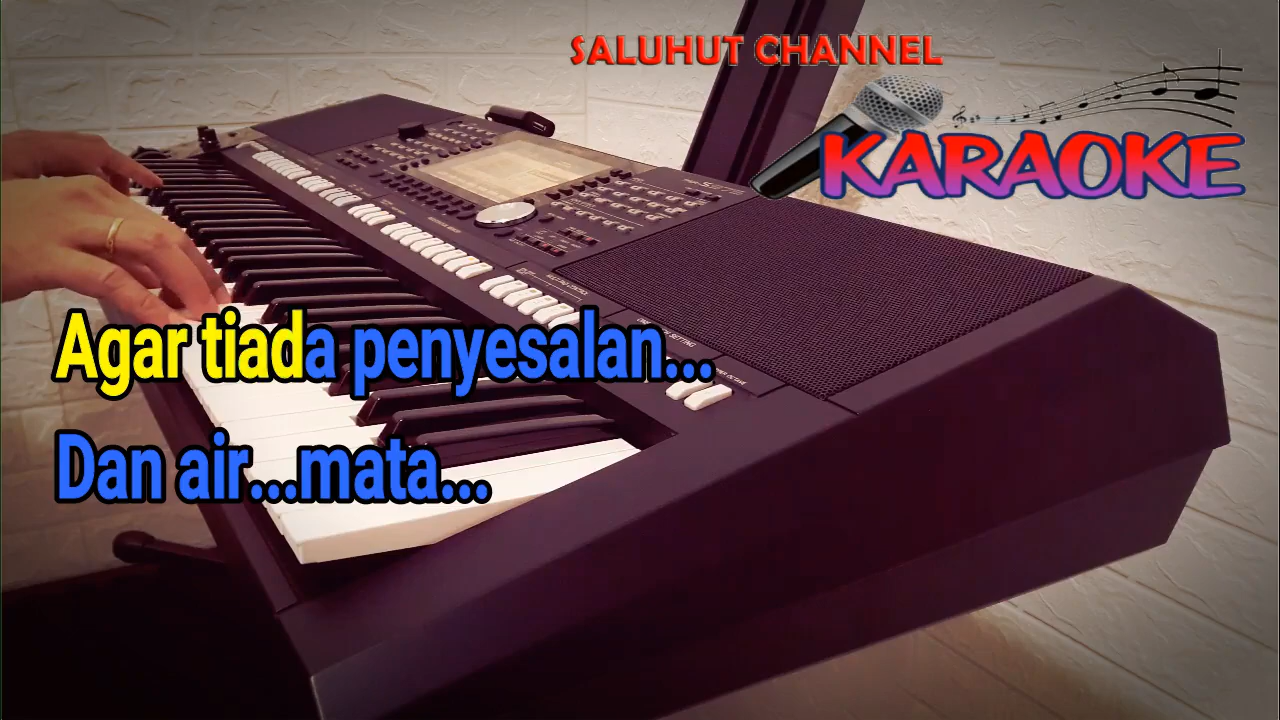 SALUHUT CHANNEL
KARAOKE
Agar tiada penyesalan...
Dan air...mata...